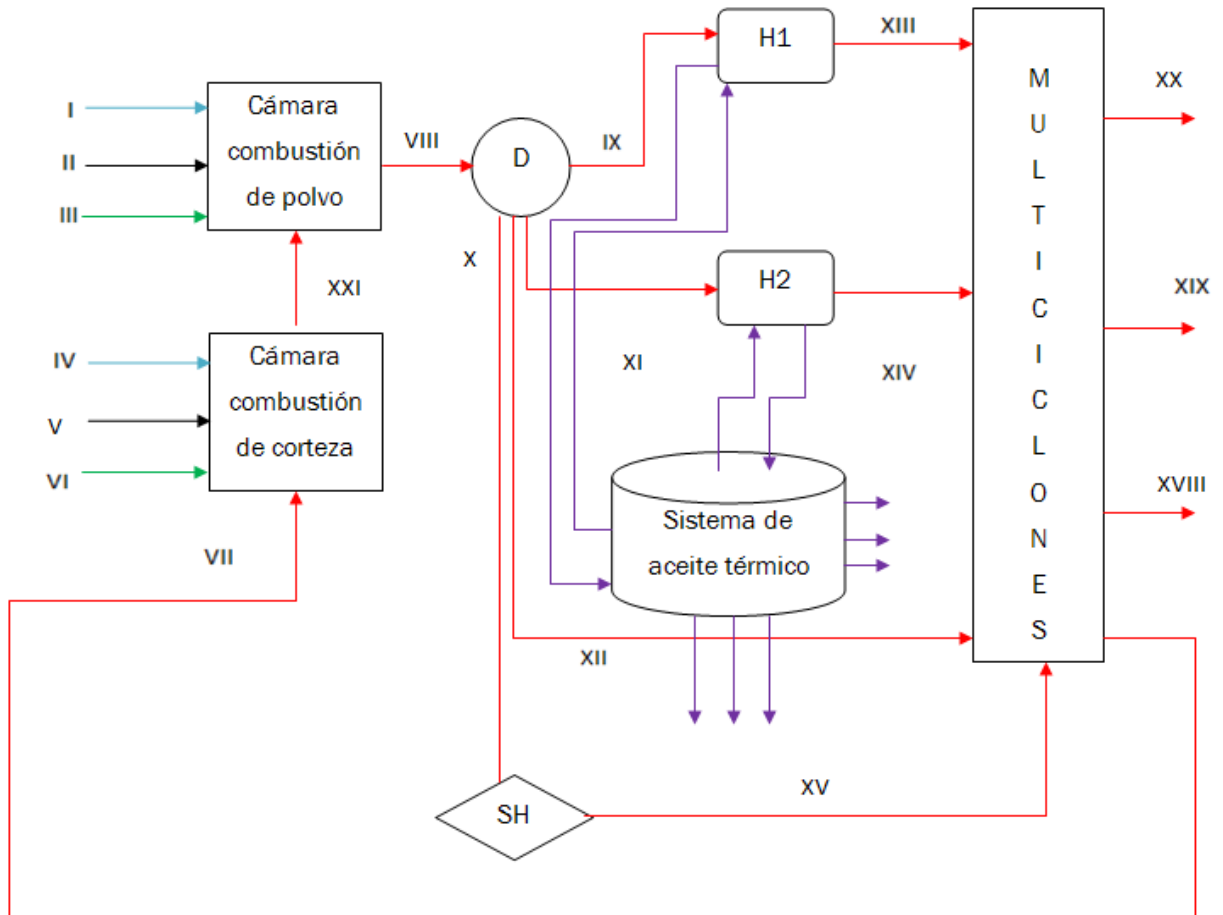 H1
XIII
M
U
L
T
I
C
I
C
L
O
N
E
S
XX
Cámara
combustión
de polvo
I
II
III
VIII
D
IX
X
XXI
H2
XIX
Cámara
combustión
de corteza
IV
V
VI
XI
XIV
XVIII
Sistema de
aceite térmico
VII
XII
XV
SH